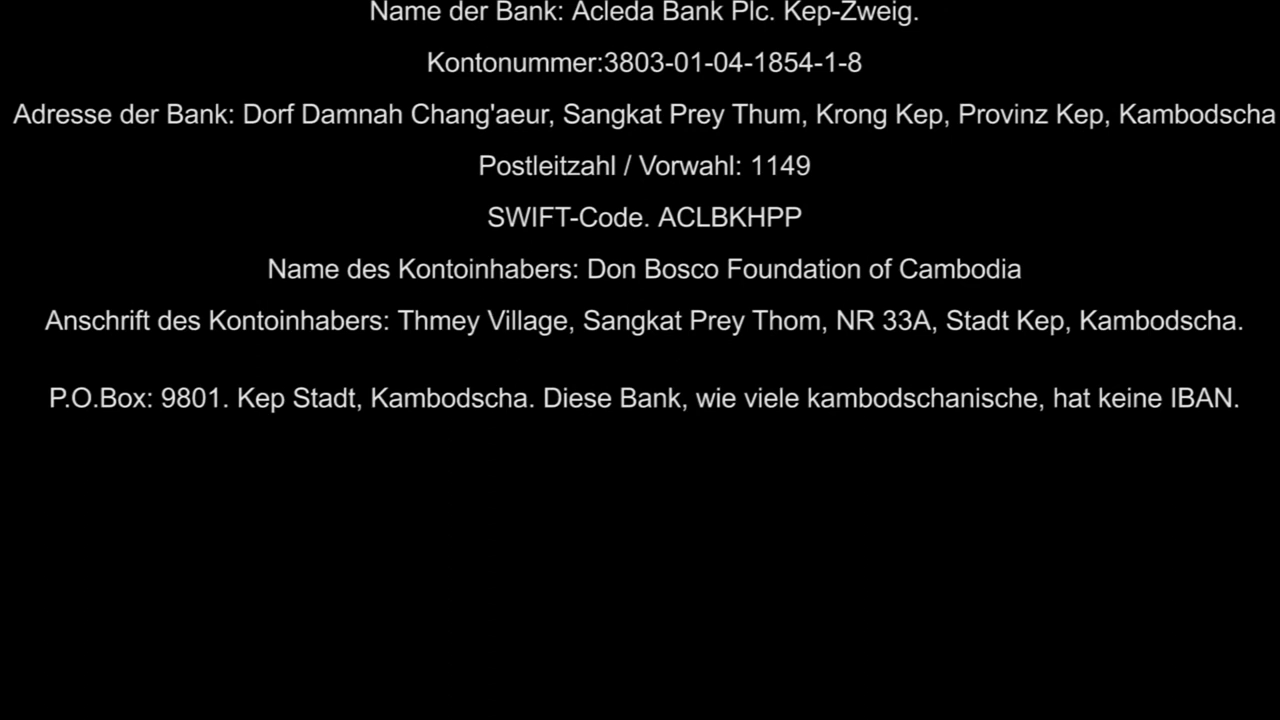 Name der Bank: Acleda Bank Plc. Kep-Zweig.
Kontonummer:3803-01-04-1854-1-8
Adresse der Bank: Dorf Damnah Chang'aeur, Sangkat Prey Thum, Krong Kep, Provinz Kep, Kambodscha
Postleitzahl / Vorwahl: 1149
SWIFT-Code. ACLBKHPP
Name des Kontoinhabers: Don Bosco Foundation of Cambodia
Anschrift des Kontoinhabers: Thmey Village, Sangkat Prey Thom, NR 33A, Stadt Kep, Kambodscha.
P.O.Box: 9801. Kep Stadt, Kambodscha. Diese Bank, wie viele kambodschanische, hat keine IBAN.